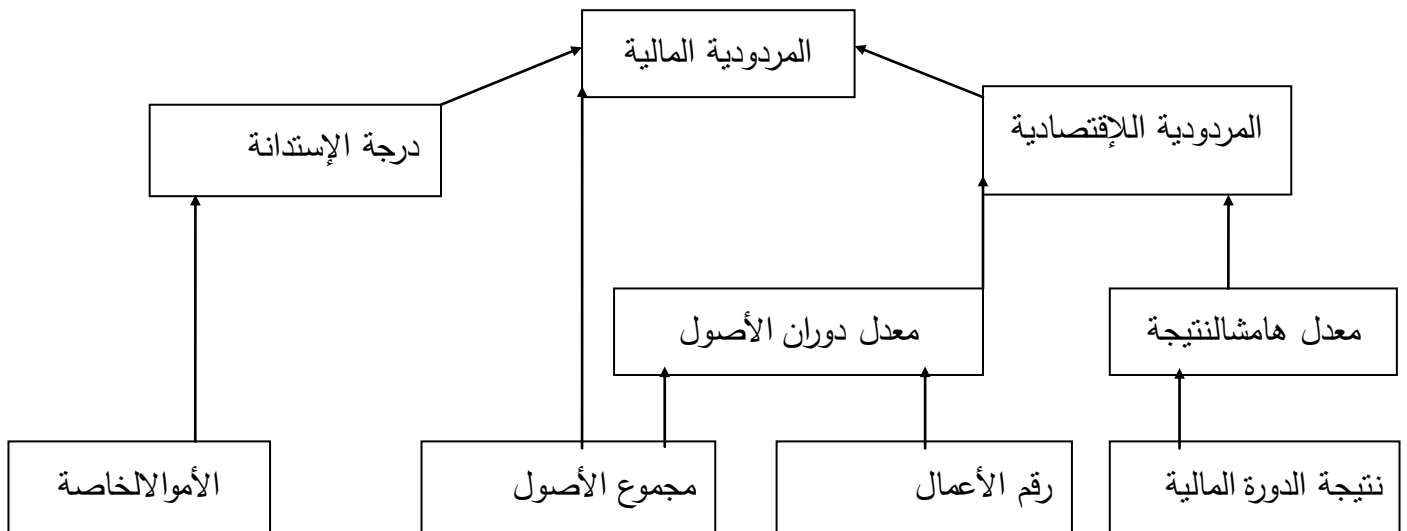 المردودية المالية
المردودية اللإقتصادية
درجة الإستدانة
معدل هامشالنتيجة
معدل دوران الأصول
نتيجة الدورة المالية
رقم الأعمال
مجموع الأصول
الأموالالخاصة